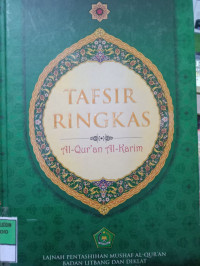 TAFSIR
RINGKAS
Al-Qur'an Al-Karim
LAJNAH PENTASHIHAN MUSHAF AL-QUR'AN
BADAN LITBANG DAN DIKLAT